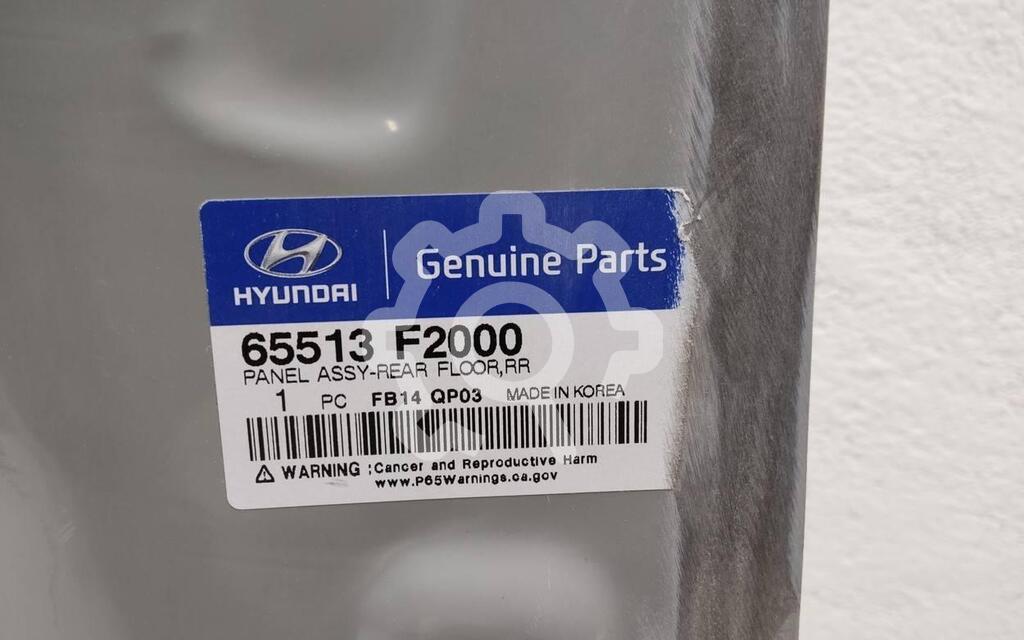 HYUNDAI
Genuine Parts
65513 F2000
PANEL ASSY-REAR FLOOR,RR
1 PC FB14 QP03 MADE IN KOREA
⚠ WARNING :Cancer and Reproductive Harm
www.P65Warnings.ca.gov